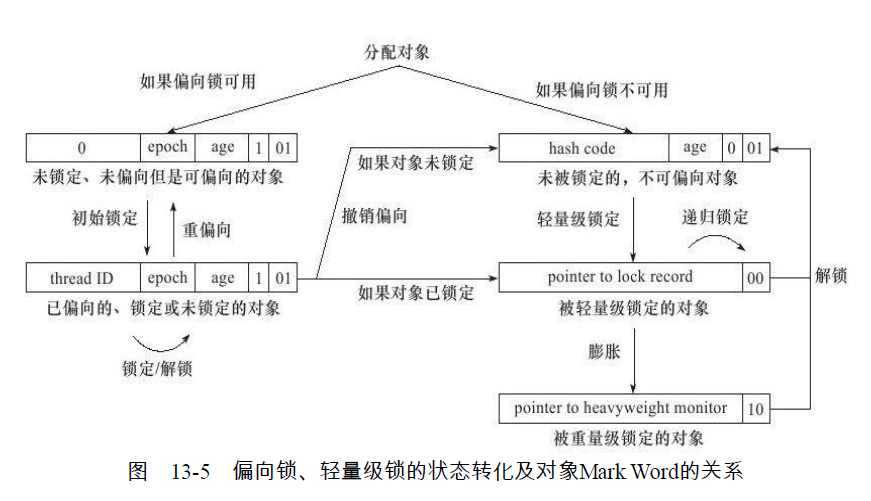 分配对象
如果偏向锁可用
如果偏向锁不可用
0 epoch age 1 01
未锁定、未偏向但是可偏向的对象
hash code age 0 01
未被锁定的，不可偏向对象
如果对象未锁定
初始锁定
重偏向
撤销偏向
轻量级锁定
递归锁定
thread ID epoch age 1 01
已偏向的、锁定或未锁定的对象
锁定/解锁
如果对象已锁定
pointer to lock record 00
被轻量级锁定的对象
解锁
膨胀
pointer to heavyweight monitor 10
被重量级锁定的对象
图 13-5 偏向锁、轻量级锁的状态转化及对象Mark Word的关系